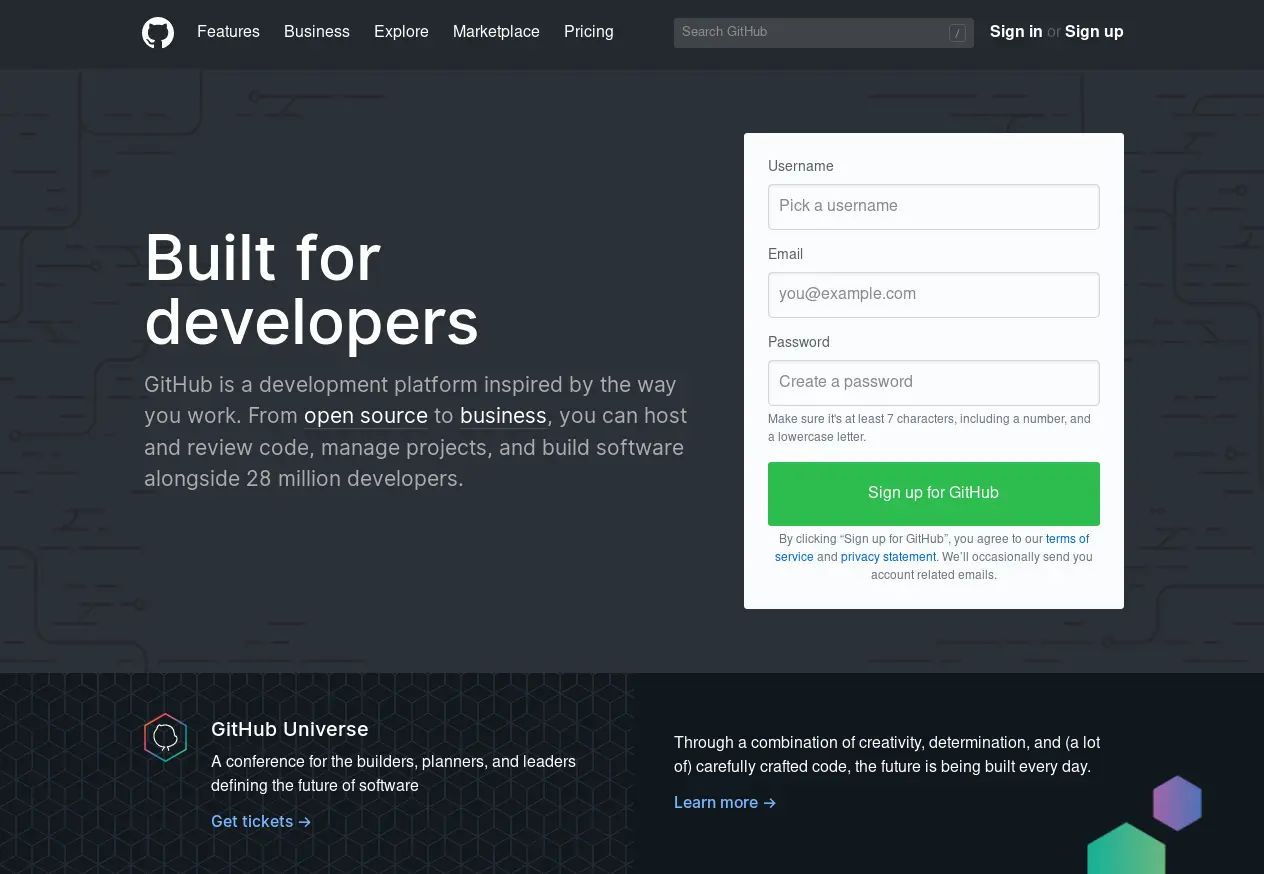 Features Business Explore Marketplace Pricing Search GitHub / Sign in or Sign up
Built for
developers
GitHub is a development platform inspired by the way
you work. From open source to business, you can host
and review code, manage projects, and build software
alongside 28 million developers.
Username
Pick a username
Email
you@example.com
Password
Create a password
Make sure it's at least 7 characters, including a number, and
a lowercase letter.
Sign up for GitHub
By clicking “Sign up for GitHub”, you agree to our terms of
service and privacy statement. We’ll occasionally send you
account related emails.
GitHub Universe
A conference for the builders, planners, and leaders
defining the future of software
Get tickets →
Through a combination of creativity, determination, and (a lot
of) carefully crafted code, the future is being built every day.
Learn more →